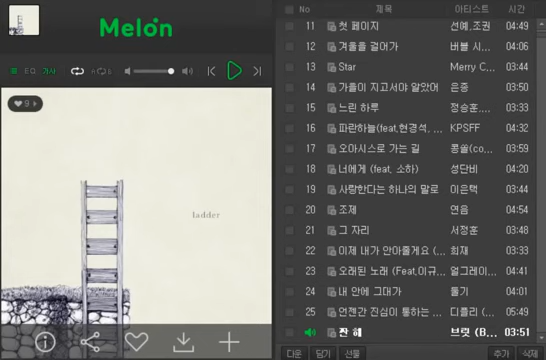 Melon
EQ 가사
♥ 9
ladder
No 제목 아티스트 시간
11 첫 페이지 선예,조권 04:49
12 겨울을 걸어가 버블 시... 04:06
13 Star Merry C... 03:44
14 가을이 지고서야 알았어 은종 03:50
15 느린 하루 정승훈,... 03:33
16 파란하늘(feat,현경석, ... KPSFF 04:32
17 오아시스로 가는 길 콩쏠(co... 03:59
18 너에게 (feat, 소하) 성단비 04:20
19 사랑한다는 하나의 말로 이은택 03:44
20 조제 연음 04:54
21 그 자리 서정훈 03:48
22 이제 내가 안아줄게요 (... 희재 03:33
23 오래된 노래 (Feat,이규... 얼그레이... 04:41
24 내 안에 그대가 돌기 04:01
25 언젠간 진심이 통하는 ... 디플리 (... 05:49
잔 해 브릿 (B... 03:51
다운 담기 선물 추가 삭제